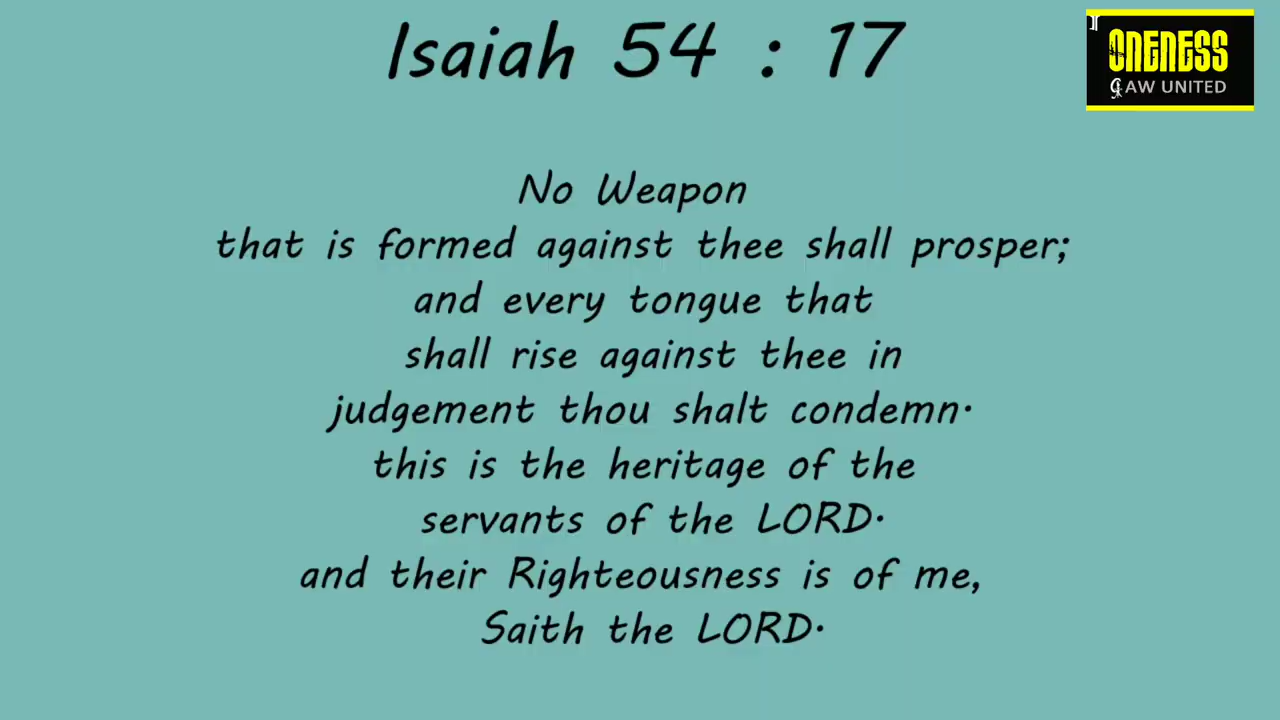 Isaiah 54 : 17
ONENESS
AW UNITED
No Weapon
that is formed against thee shall prosper;
and every tongue that
shall rise against thee in
judgement thou shalt condemn.
this is the heritage of the
servants of the LORD.
and their Righteousness is of me,
Saith the LORD.